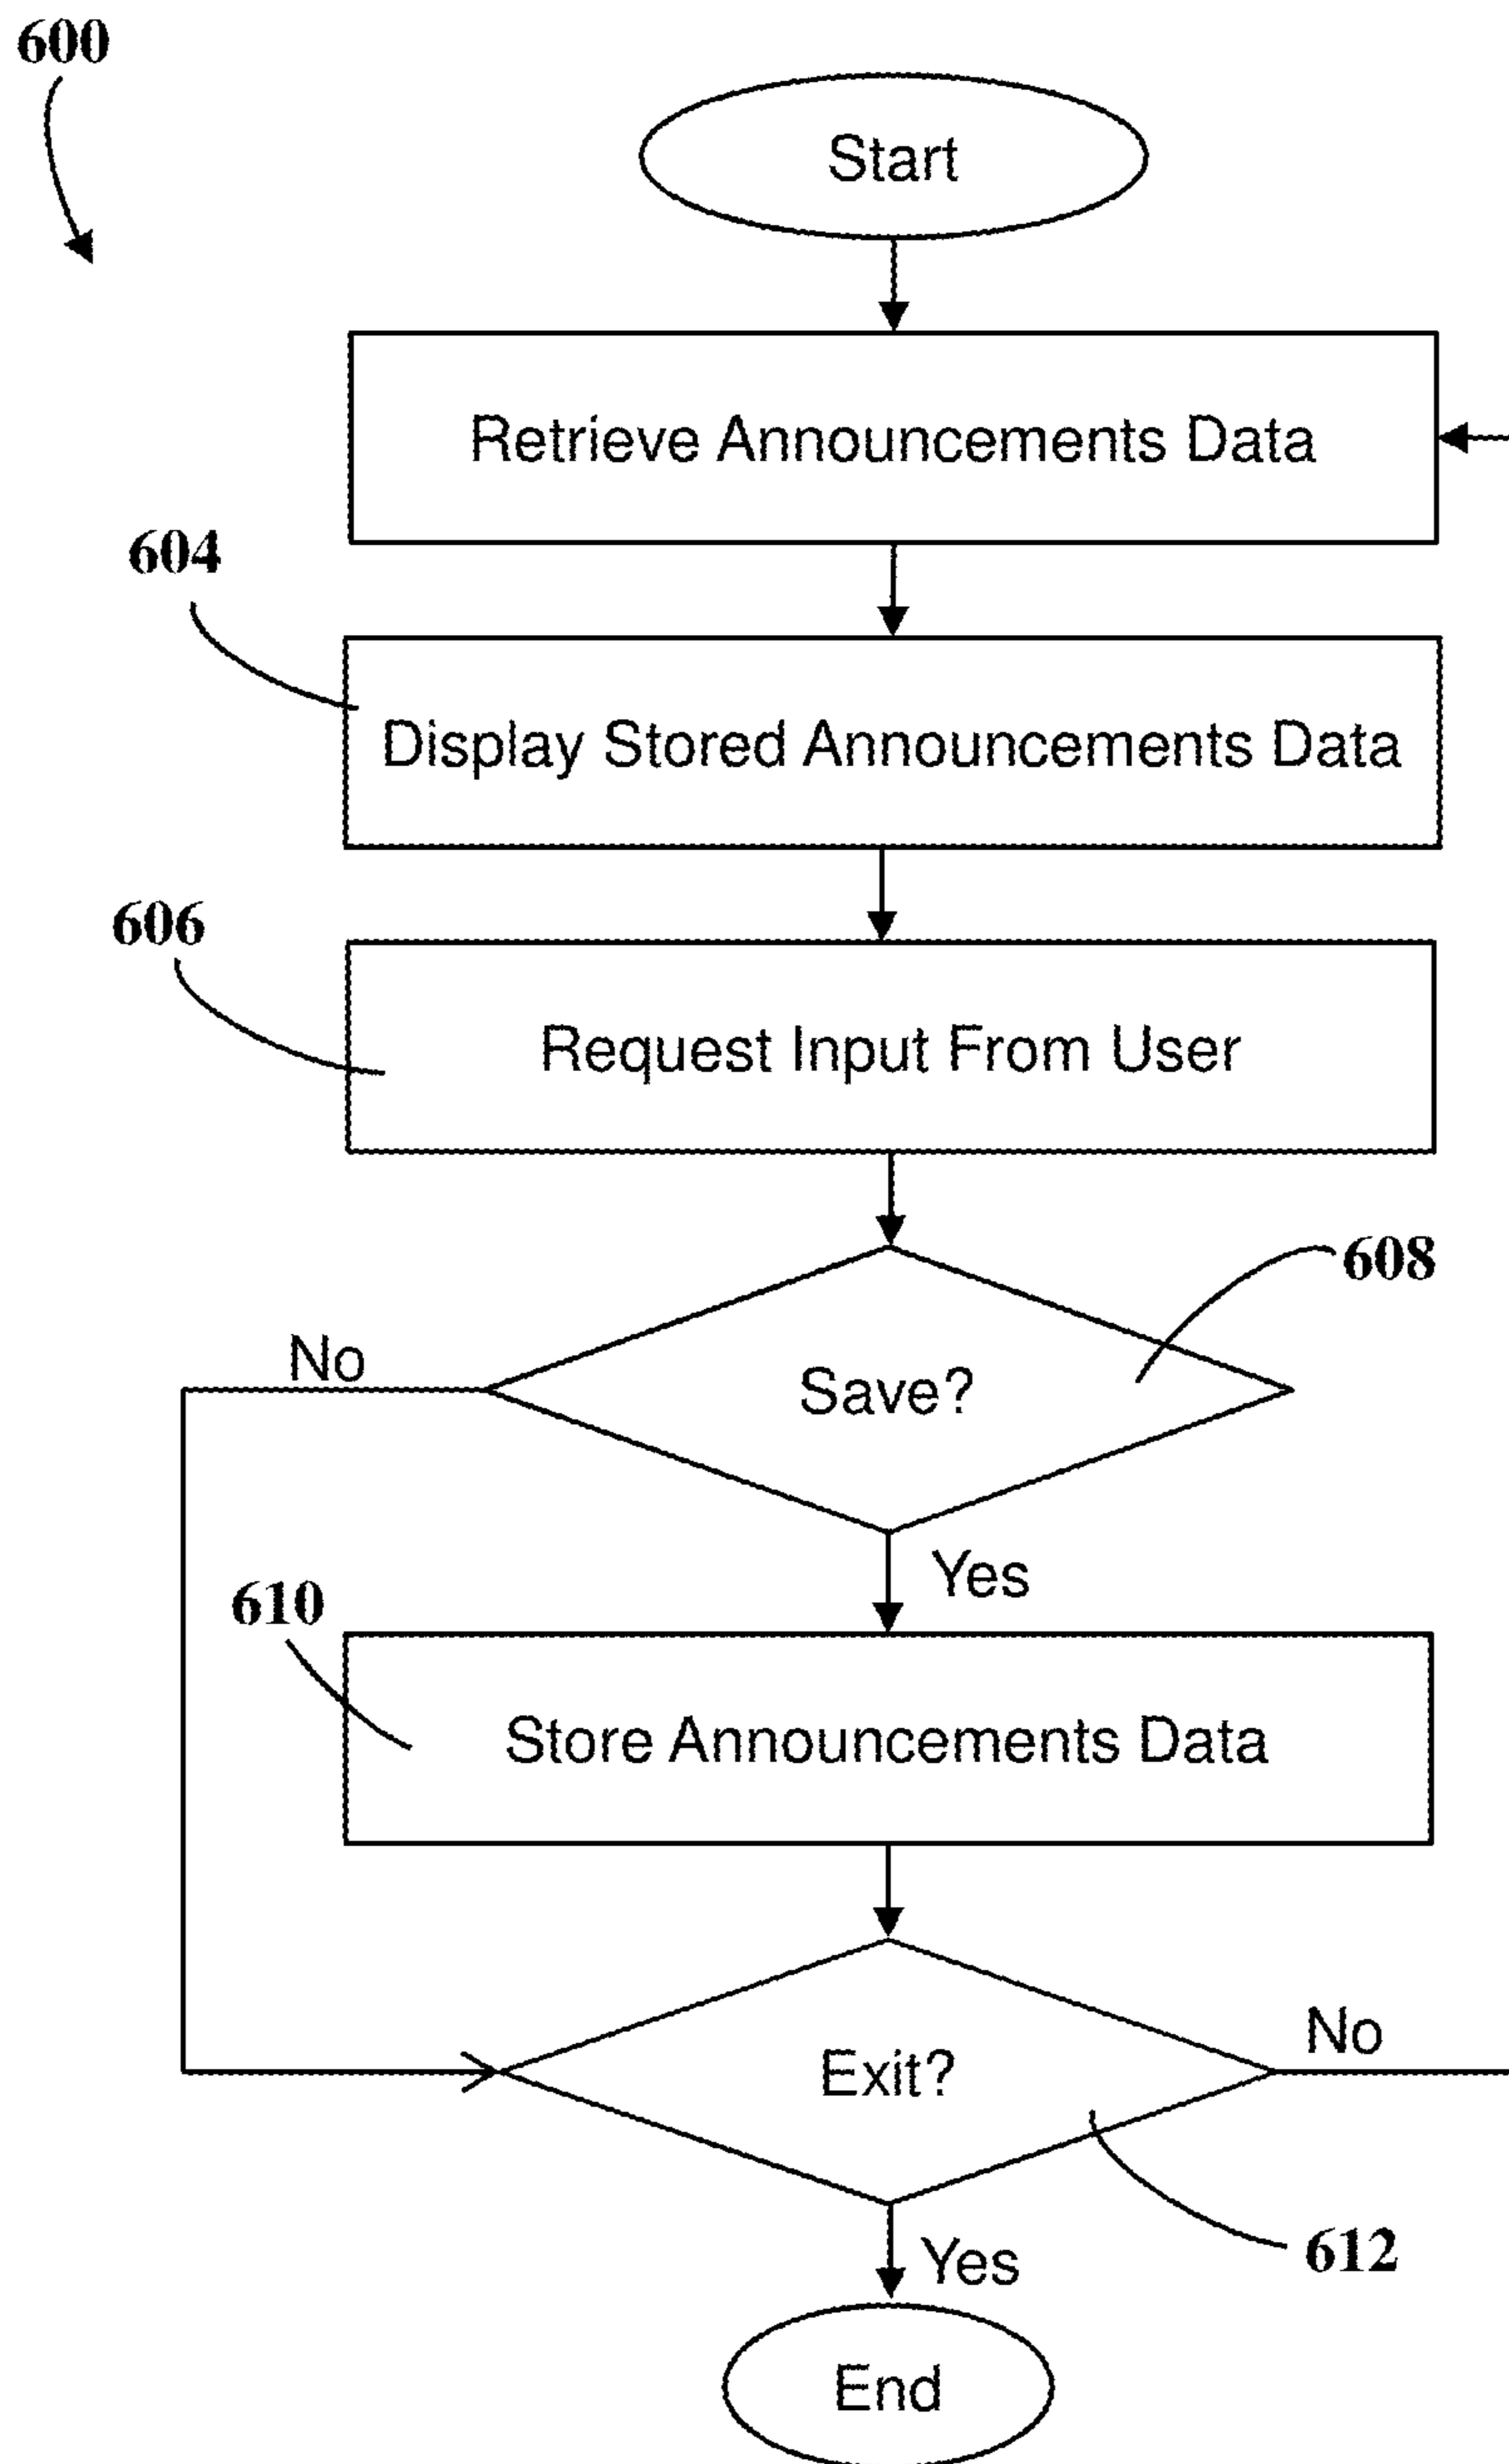 600
Start
Retrieve Announcements Data
604
Display Stored Announcements Data
606
Request Input From User
608
No
Save?
Yes
610
Store Announcements Data
No
Exit?
612
Yes
End